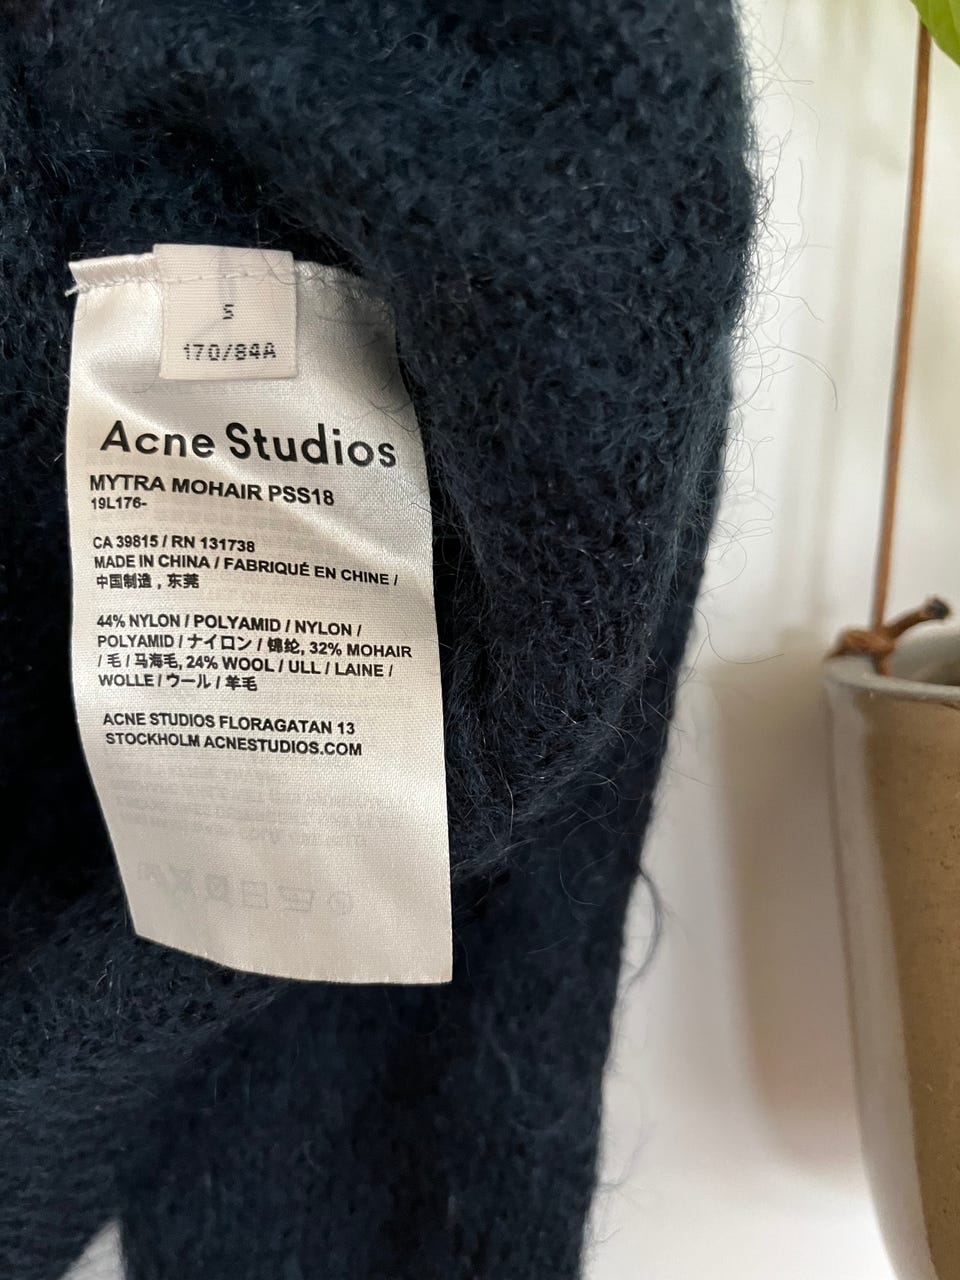 S
170/84A
Acne Studios
MYTRA MOHAIR PSS18
19L176-
CA 39815 / RN 131738
MADE IN CHINA / FABRIQUÉ EN CHINE /
中国制造，东莞
44% NYLON / POLYAMID / NYLON /
POLYAMID / ナイロン / 锦纶, 32% MOHAIR
/ 毛 / 马海毛, 24% WOOL / ULL / LAINE /
WOLLE / ウール / 羊毛
ACNE STUDIOS FLORAGATAN 13
STOCKHOLM ACNESTUDIOS.COM